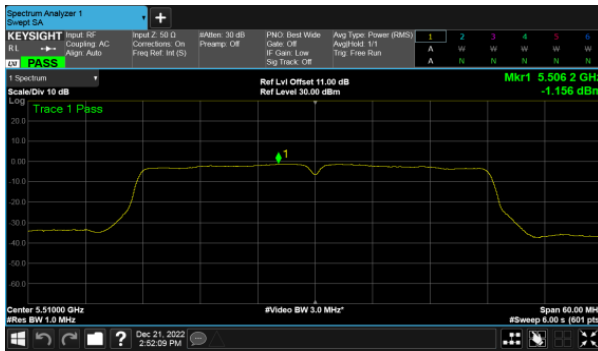 Spectrum Analyzer 1
Swept SA
KEYSIGHT Input: RF Input Z: 50 Ω #Atten: 30 dB PNO: Best Wide Avg Type: Power (RMS) 1 2 3 4 5 6
RL Coupling: AC Corrections: On Preamp: Off Gate: Off Avg|Hold: 1/1 A W W W W W
Align: Auto Freq Ref: Int (S) IF Gain: Low Trig: Free Run
PASS Sig Track: Off A N N N N N
1 Spectrum Ref Lvl Offset 11.00 dB Mkr1 5.506 2 GHz
Scale/Div 10 dB Ref Level 30.00 dBm -1.156 dBm
Log
Trace 1 Pass
20.0
10.0
1
0.00
-10.0
-20.0
-30.0
-40.0
-50.0
-60.0
Center 5.51000 GHz #Video BW 3.0 MHz* Span 60.00 MH
#Res BW 1.0 MHz #Sweep 6.00 s (601 pts
? Dec 21, 2022
2:52:09 PM